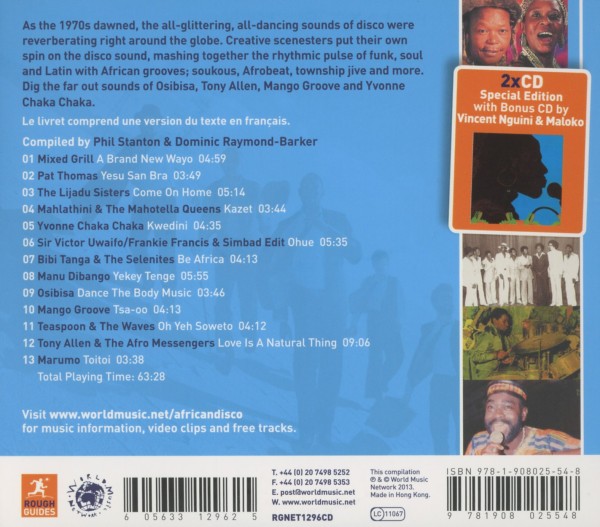 As the 1970s dawned, the all-glittering, all-dancing sounds of disco were
reverberating right around the globe. Creative scenesters put their own
spin on the disco sound, mashing together the rhythmic pulse of funk, soul
and Latin with African grooves; soukous, Afrobeat, township jive and more.
Dig the far out sounds of Osibisa, Tony Allen, Mango Groove and Yvonne
Chaka Chaka.
Le livret comprend une version du texte en français.
Compiled by Phil Stanton & Dominic Raymond-Barker
01 Mixed Grill A Brand New Wayo 04:59
02 Pat Thomas Yesu San Bra 03:49
03 The Lijadu Sisters Come On Home 05:14
04 Mahlathini & The Mahotella Queens Kazet 03:44
05 Yvonne Chaka Chaka Kwedini 04:35
06 Sir Victor Uwaifo/Frankie Francis & Simbad Edit Ohue 05:35
07 Bibi Tanga & The Selenites Be Africa 04:13
08 Manu Dibango Yekey Tenge 05:55
09 Osibisa Dance The Body Music 03:46
10 Mango Groove Tsa-oo 04:13
11 Teaspoon & The Waves Oh Yeh Soweto 04:12
12 Tony Allen & The Afro Messengers Love Is A Natural Thing 09:06
13 Marumo Toitoi 03:38
Total Playing Time: 63:28
Visit www.worldmusic.net/africandisco
for music information, video clips and free tracks.
2xCD
Special Edition
with Bonus CD by
Vincent Nguini & Maloko
ROUGH
GUIDES
WORLD
MUSIC
6 05633 12962 5
T. +44 (0) 20 7498 5252
F. +44 (0) 20 7498 5353
E. post@worldmusic.net
W. www.worldmusic.net
RGNET1296CD
This compilation
℗ & © World Music
Network 2013.
Made in Hong Kong.
LC 11067
ISBN 978-1-908025-54-8
9 781908 025548